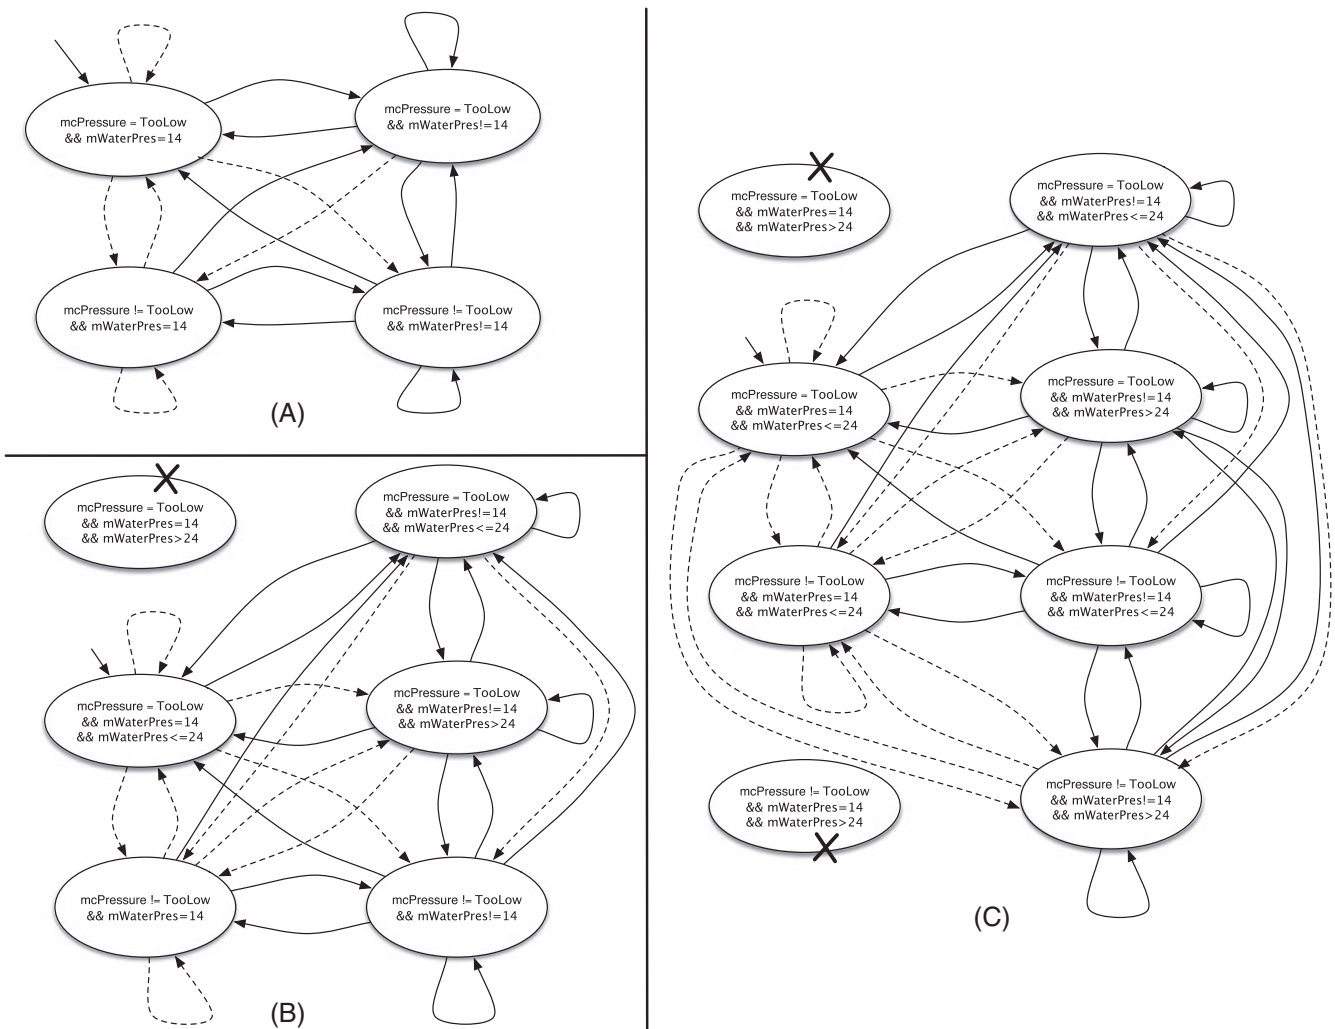 mcPressure = TooLow
&& mWaterPres=14
mcPressure = TooLow
&& mWaterPres!=14
mcPressure != TooLow
&& mWaterPres=14
mcPressure != TooLow
&& mWaterPres!=14
(A)
mcPressure = TooLow
&& mWaterPres=14
&& mWaterPres>24
mcPressure = TooLow
&& mWaterPres!=14
&& mWaterPres<=24
mcPressure = TooLow
&& mWaterPres=14
&& mWaterPres<=24
mcPressure = TooLow
&& mWaterPres!=14
&& mWaterPres>24
mcPressure != TooLow
&& mWaterPres=14
mcPressure != TooLow
&& mWaterPres!=14
(B)
mcPressure = TooLow
&& mWaterPres=14
&& mWaterPres>24
mcPressure = TooLow
&& mWaterPres!=14
&& mWaterPres<=24
mcPressure = TooLow
&& mWaterPres=14
&& mWaterPres<=24
mcPressure = TooLow
&& mWaterPres!=14
&& mWaterPres>24
mcPressure != TooLow
&& mWaterPres=14
&& mWaterPres<=24
mcPressure != TooLow
&& mWaterPres!=14
&& mWaterPres<=24
mcPressure != TooLow
&& mWaterPres=14
&& mWaterPres>24
mcPressure != TooLow
&& mWaterPres!=14
&& mWaterPres>24
(C)